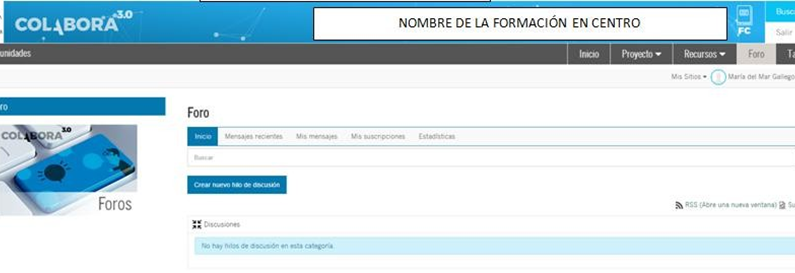 COLABORA 3.0
NOMBRE DE LA FORMACIÓN EN CENTRO
FC
Busc
Salir
unidades
Inicio Proyecto Recursos Foro Ta
Mis Sitios María del Mar Gallego
ro
Foro
COLABORA 3.0
Inicio Mensajes recientes Mis mensajes Mis suscripciones Estadísticas
Buscar
Crear nuevo hilo de discusión
Foros
RSS (Abre una nueva ventana) Su
Discusiones
No hay hilos de discusión en esta categoría.